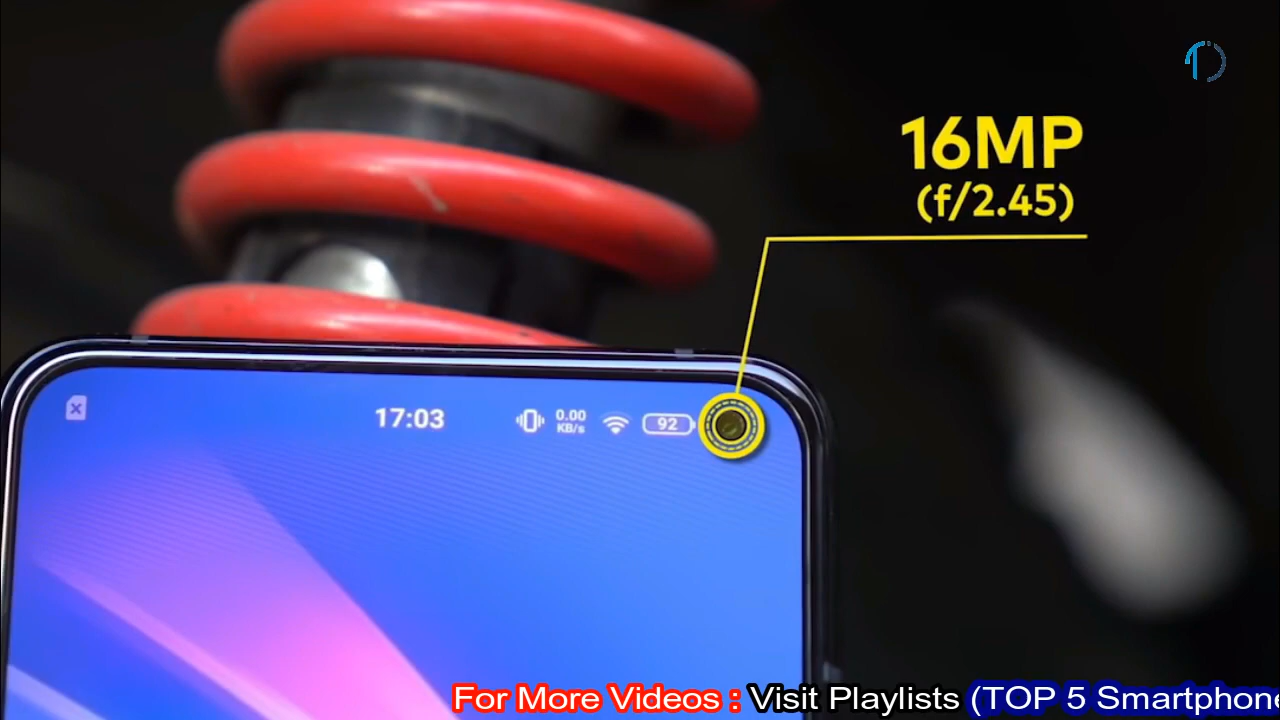 16MP
(f/2.45)
17:03
0.00
KB/s
92
For More Videos : Visit Playlists (TOP 5 Smartphone